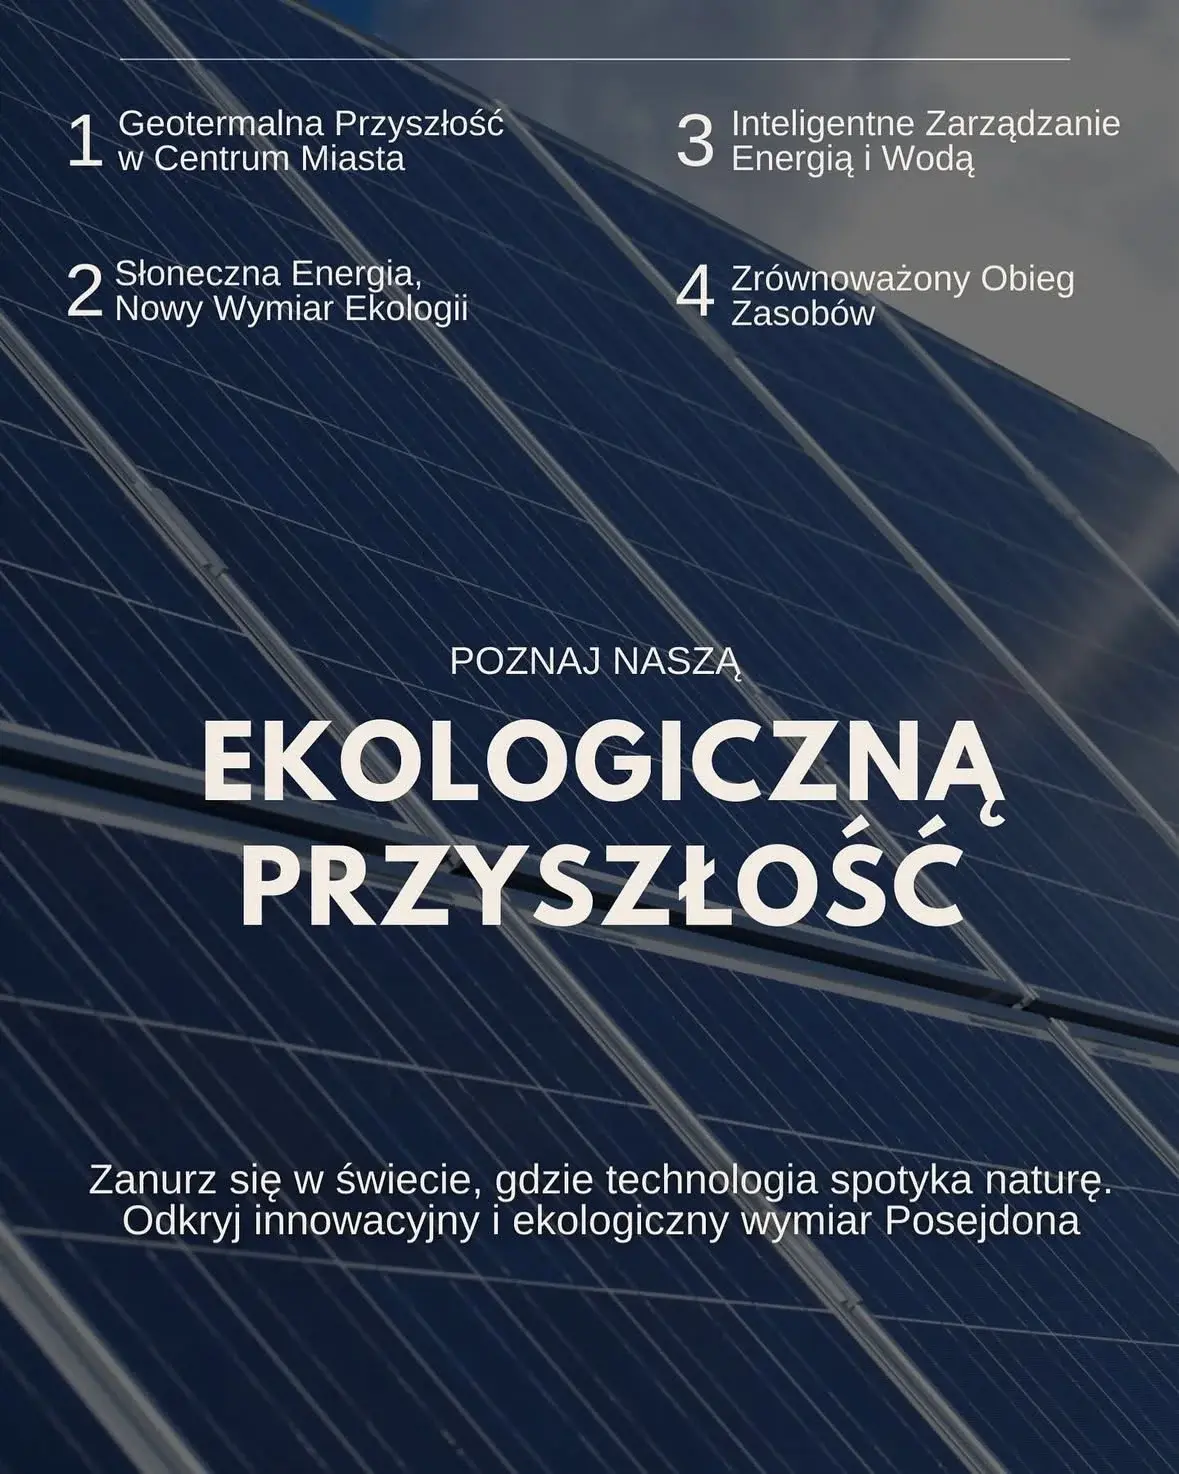 1 Geotermalna Przyszłość
w Centrum Miasta
2 Słoneczna Energia,
Nowy Wymiar Ekologii
3 Inteligentne Zarządzanie
Energią i Wodą
4 Zrównoważony Obieg
Zasobów
POZNAJ NASZĄ
EKOLOGICZNĄ
PRZYSZŁOŚĆ
Zanurz się w świecie, gdzie technologia spotyka naturę.
Odkryj innowacyjny i ekologiczny wymiar Posejdona